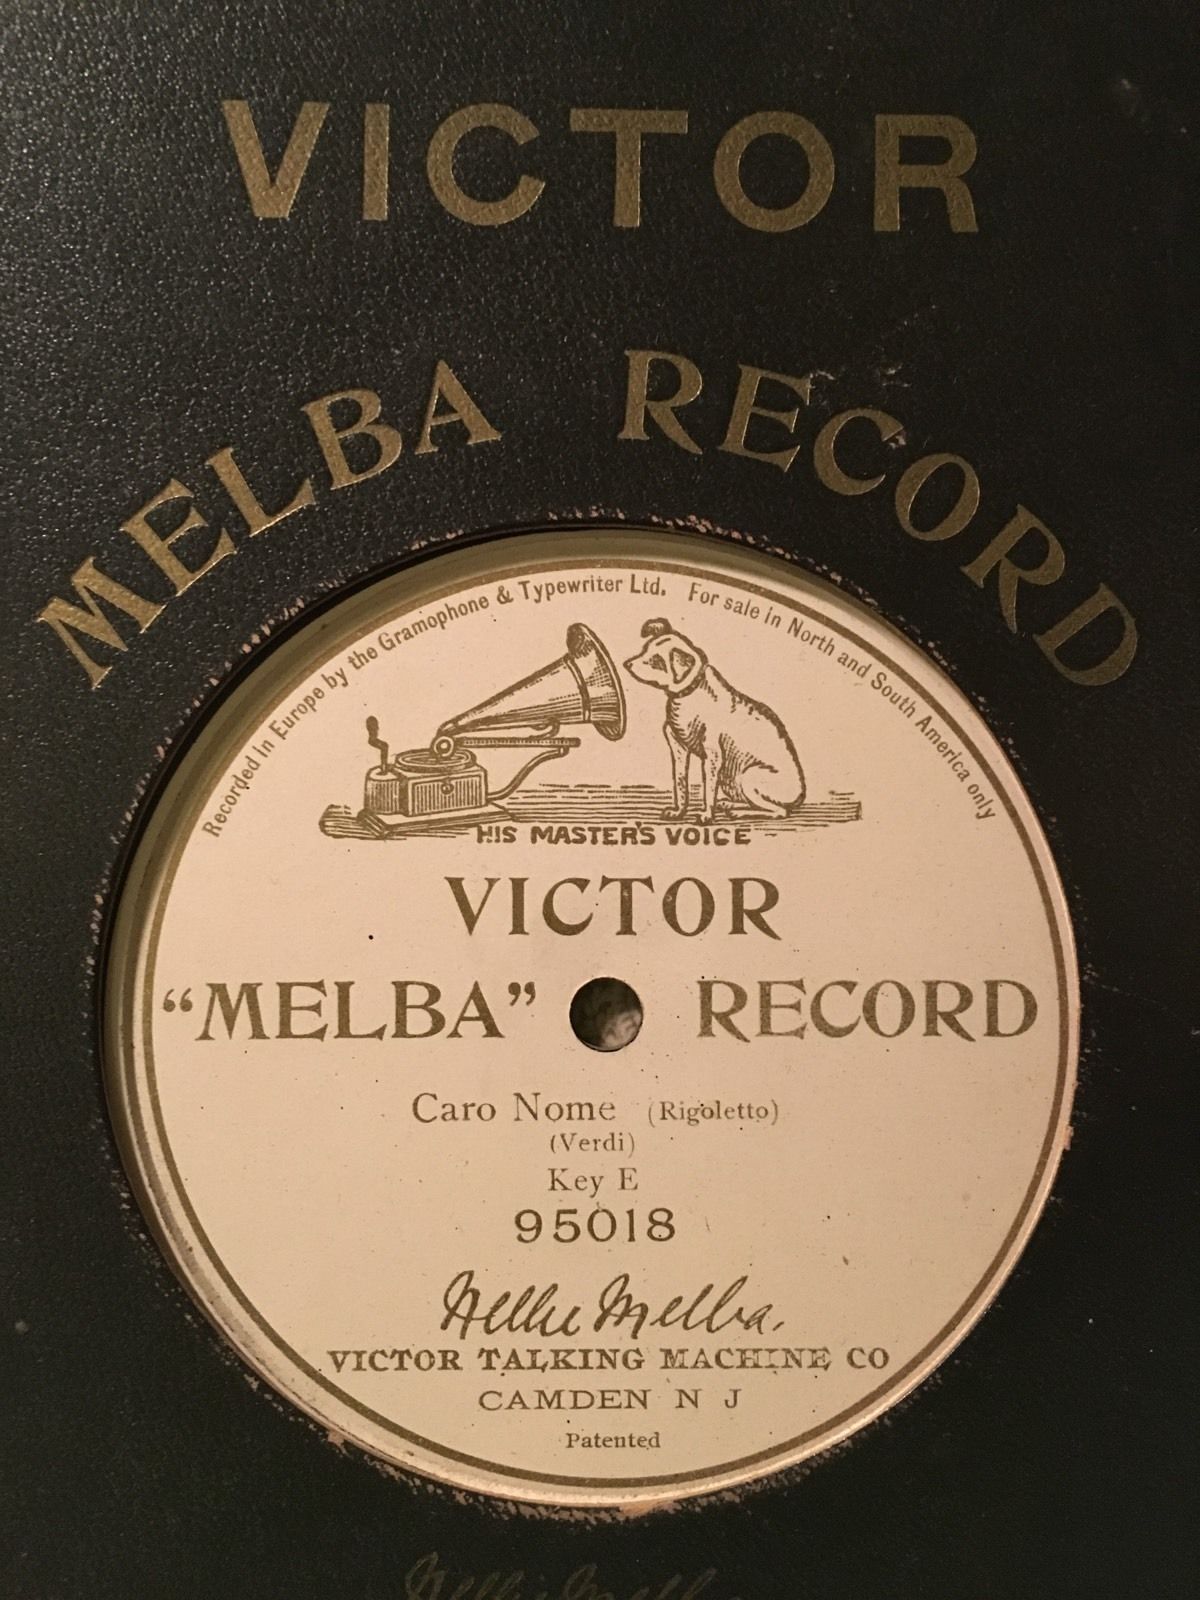 VICTOR
MELBA RECORD
Recorded in Europe by the Gramophone & Typewriter Ltd. For sale in North and South America only
HIS MASTER'S VOICE
VICTOR
"MELBA" RECORD
Caro Nome (Rigoletto)
(Verdi)
Key E
95018
Nellie Melba.
VICTOR TALKING MACHINE CO
CAMDEN N J
Patented
Nellie Melba